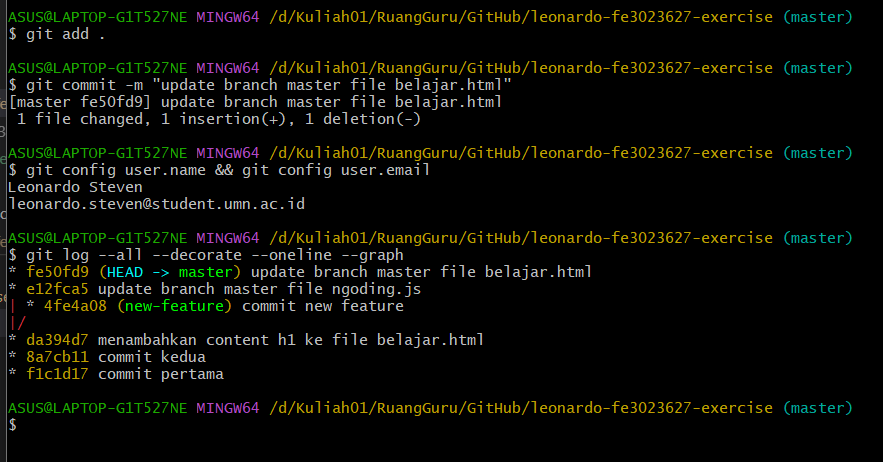 ASUS@LAPTOP-G1T527NE MINGW64 /d/Kuliah01/RuangGuru/GitHub/leonardo-fe3023627-exercise (master)
$ git add .
ASUS@LAPTOP-G1T527NE MINGW64 /d/Kuliah01/RuangGuru/GitHub/leonardo-fe3023627-exercise (master)
$ git commit -m "update branch master file belajar.html"
[master fe50fd9] update branch master file belajar.html
 1 file changed, 1 insertion(+), 1 deletion(-)
ASUS@LAPTOP-G1T527NE MINGW64 /d/Kuliah01/RuangGuru/GitHub/leonardo-fe3023627-exercise (master)
$ git config user.name && git config user.email
Leonardo Steven
leonardo.steven@student.umn.ac.id
ASUS@LAPTOP-G1T527NE MINGW64 /d/Kuliah01/RuangGuru/GitHub/leonardo-fe3023627-exercise (master)
$ git log --all --decorate --oneline --graph
* fe50fd9 (HEAD -> master) update branch master file belajar.html
* e12fca5 update branch master file ngoding.js
| * 4fe4a08 (new-feature) commit new feature
|/
* da394d7 menambahkan content h1 ke file belajar.html
* 8a7cb11 commit kedua
* f1c1d17 commit pertama
ASUS@LAPTOP-G1T527NE MINGW64 /d/Kuliah01/RuangGuru/GitHub/leonardo-fe3023627-exercise (master)
$